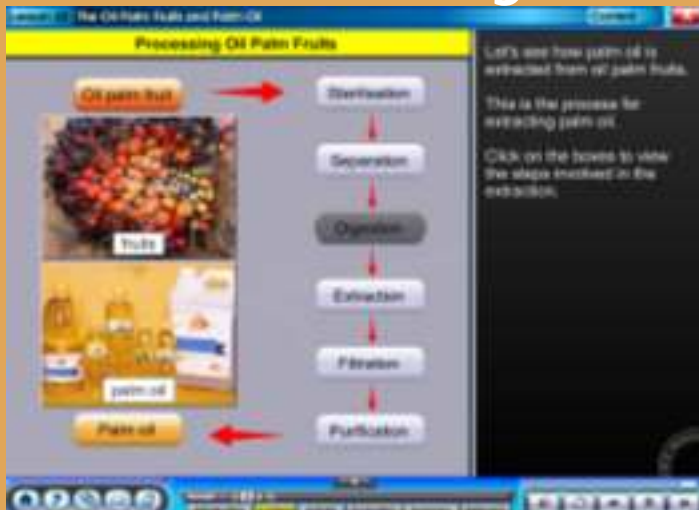 The Oil Palm Fruits and Palm Oil
Content
Processing Oil Palm Fruits
Oil palm fruit
Sterilisation
Separation
Digestion
Extraction
Filtration
Purification
fruits
palm oil
Palm oil
Let's see how palm oil is
extracted from oil palm fruits.
This is the process for
extracting palm oil.
Click on the boxes to view
the steps involved in the
extraction.